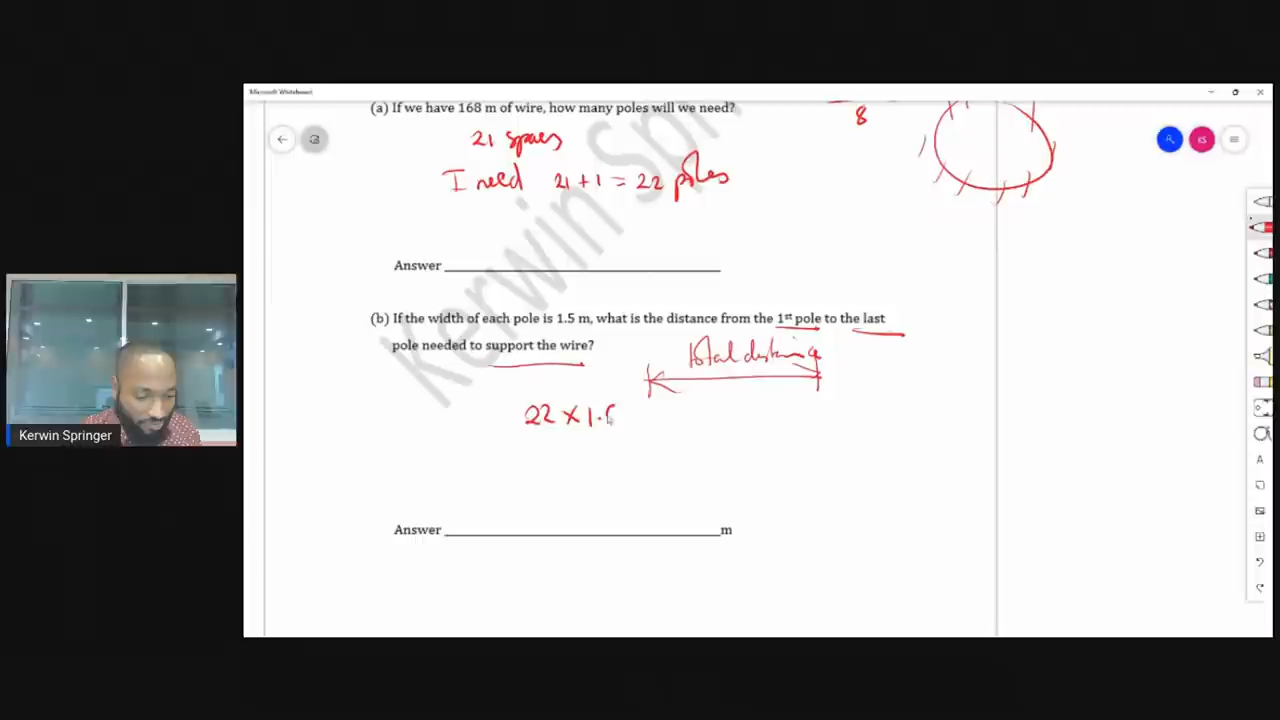 Microsoft Whiteboard
(a) If we have 168 m of wire, how many poles will we need?
8
21 spaces
I need 21 + 1 = 22 poles
Answer
(b) If the width of each pole is 1.5 m, what is the distance from the 1st pole to the last
pole needed to support the wire?
total distance
22 × 1.
Answer m
Kerwin Springer
Kerwin Spri
KS
A